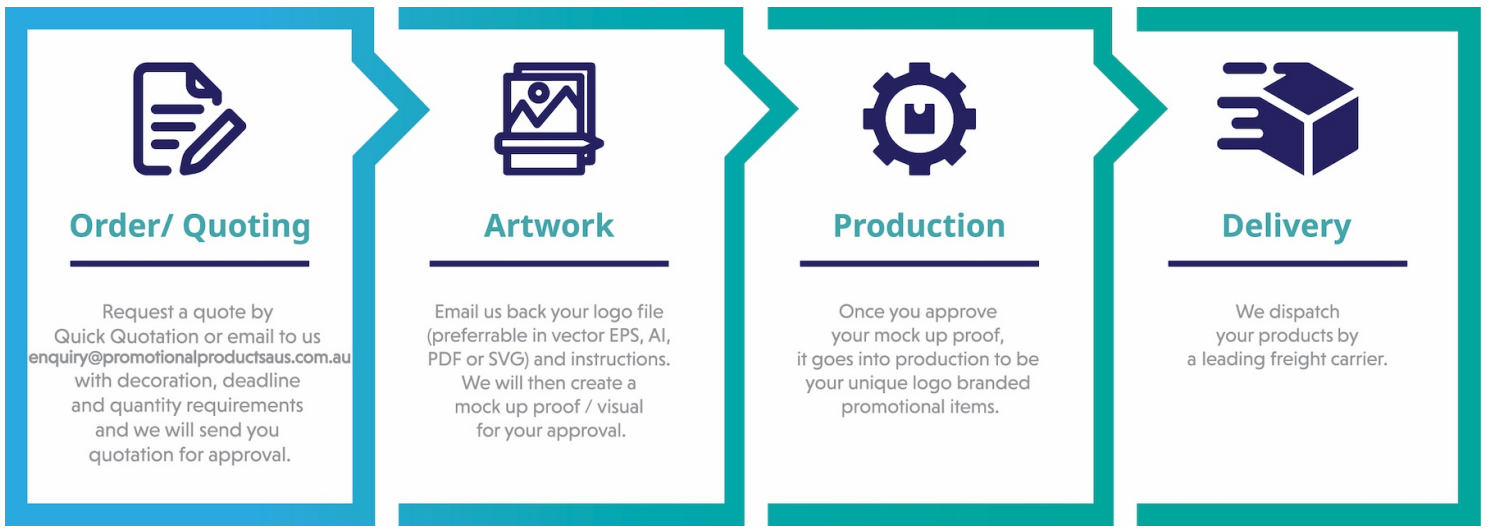 Order/ Quoting
Request a quote by
Quick Quotation or email to us
enquiry@promotionalproductsaus.com.au
with decoration, deadline
and quantity requirements
and we will send you
quotation for approval.
Artwork
Email us back your logo file
(preferrable in vector EPS, AI,
PDF or SVG) and instructions.
We will then create a
mock up proof / visual
for your approval.
Production
Once you approve
your mock up proof,
it goes into production to be
your unique logo branded
promotional items.
Delivery
We dispatch
your products by
a leading freight carrier.